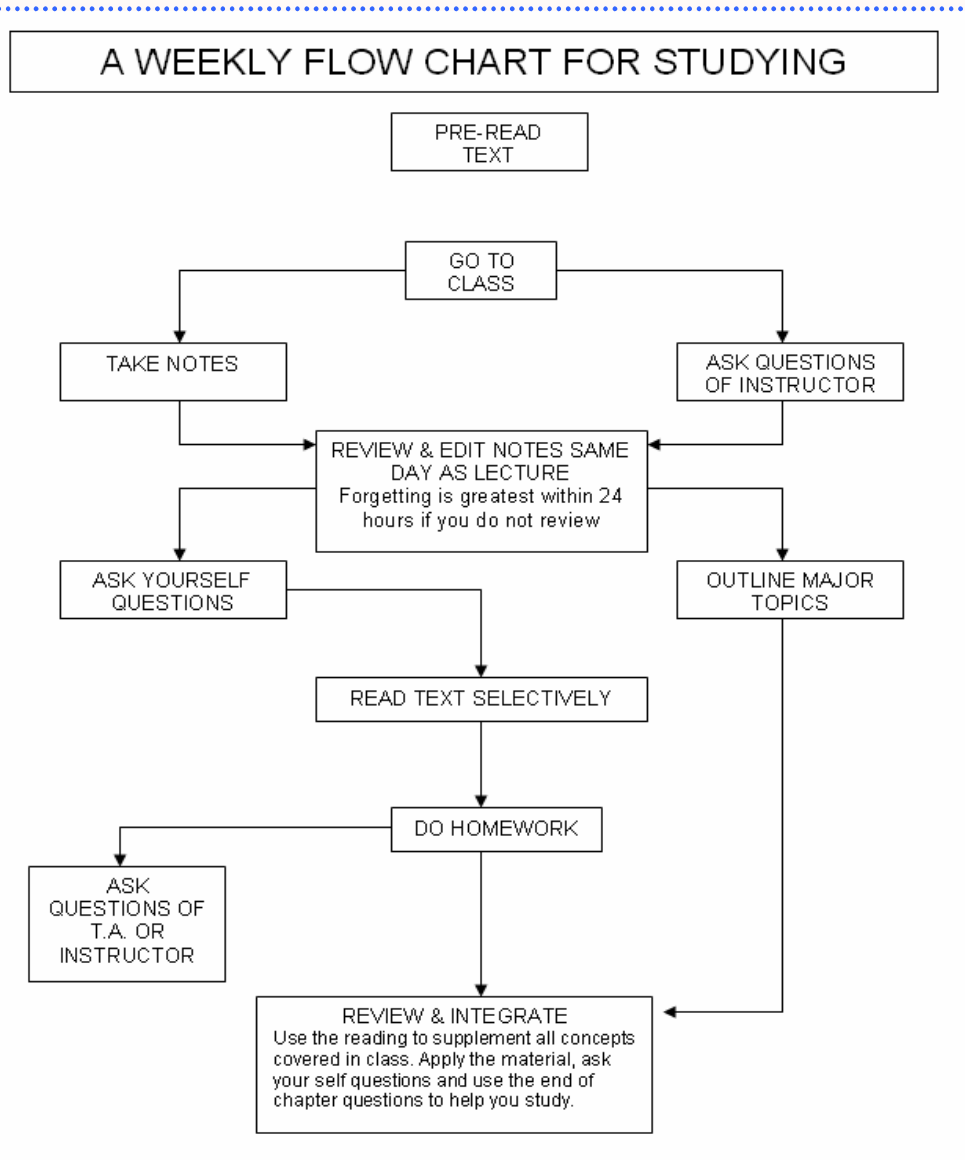 A WEEKLY FLOW CHART FOR STUDYING
PRE-READ
TEXT
GO TO
CLASS
TAKE NOTES
ASK QUESTIONS
OF INSTRUCTOR
REVIEW & EDIT NOTES SAME
DAY AS LECTURE
Forgetting is greatest within 24
hours if you do not review
ASK YOURSELF
QUESTIONS
OUTLINE MAJOR
TOPICS
READ TEXT SELECTIVELY
DO HOMEWORK
ASK
QUESTIONS OF
T.A. OR
INSTRUCTOR
REVIEW & INTEGRATE
Use the reading to supplement all concepts
covered in class. Apply the material, ask
your self questions and use the end of
chapter questions to help you study.